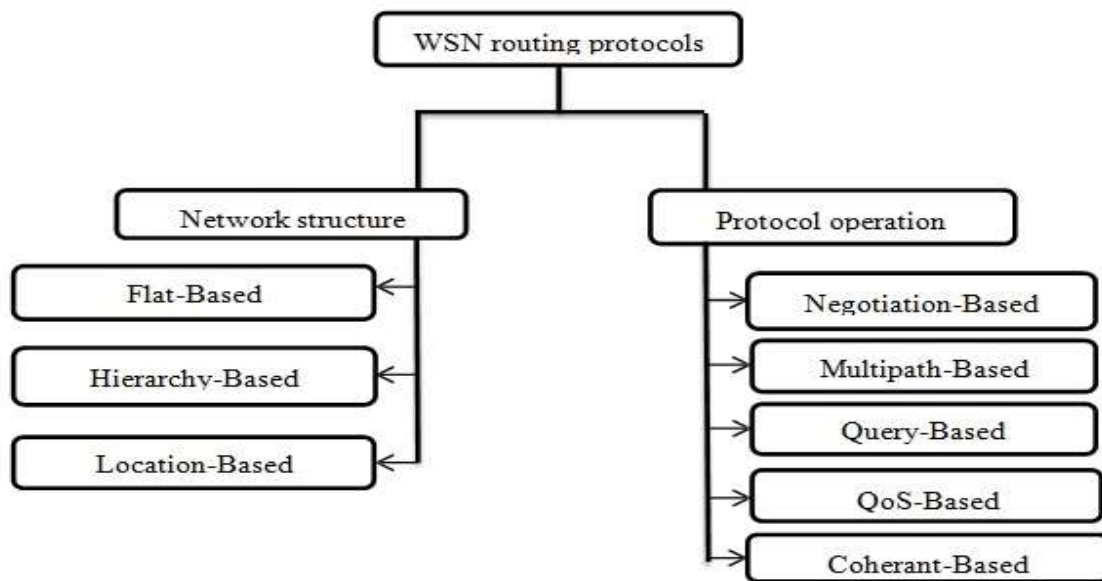 WSN routing protocols
Network structure
Flat-Based
Hierarchy-Based
Location-Based
Protocol operation
Negotiation-Based
Multipath-Based
Query-Based
QoS-Based
Coherant-Based